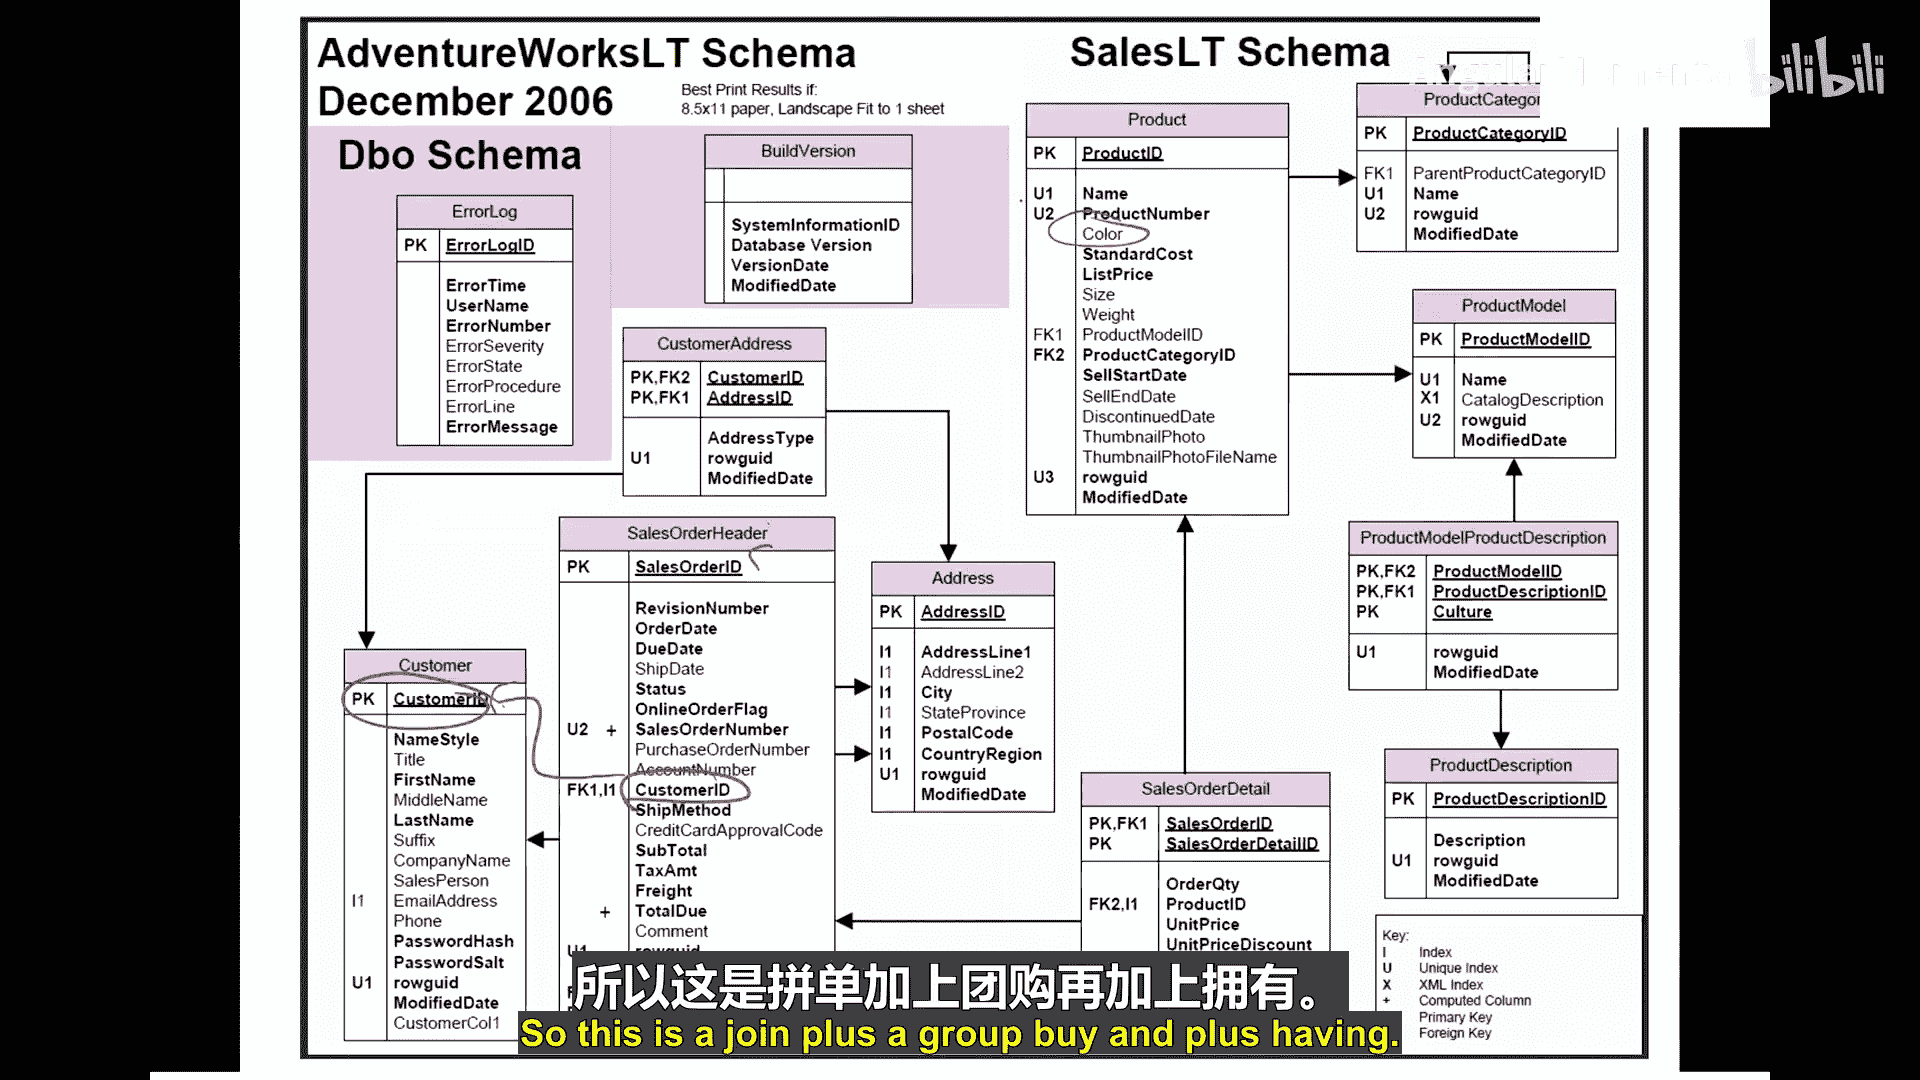 AdventureWorksLT Schema
December 2006
Best Print Results if:
8.5x11 paper, Landscape Fit to 1 sheet
SalesLT Schema
bilibili
Dbo Schema
ErrorLog
PK ErrorLogID
ErrorTime
UserName
ErrorNumber
ErrorSeverity
ErrorState
ErrorProcedure
ErrorLine
ErrorMessage
BuildVersion
SystemInformationID
Database Version
VersionDate
ModifiedDate
CustomerAddress
PK,FK2 CustomerID
PK,FK1 AddressID
AddressType
U1 rowguid
ModifiedDate
Product
PK ProductID
U1 Name
U2 ProductNumber
Color
StandardCost
ListPrice
Size
Weight
FK1 ProductModelID
FK2 ProductCategoryID
SellStartDate
SellEndDate
DiscontinuedDate
ThumbnailPhoto
ThumbnailPhotoFileName
U3 rowguid
ModifiedDate
ProductCategor
PK ProductCategoryID
FK1 ParentProductCategoryID
U1 Name
U2 rowguid
ModifiedDate
ProductModel
PK ProductModelID
U1 Name
X1 CatalogDescription
U2 rowguid
ModifiedDate
ProductModelProductDescription
PK,FK2 ProductModelID
PK,FK1 ProductDescriptionID
PK Culture
U1 rowguid
ModifiedDate
ProductDescription
PK ProductDescriptionID
Description
U1 rowguid
ModifiedDate
SalesOrderHeader
PK SalesOrderID
RevisionNumber
OrderDate
DueDate
ShipDate
Status
OnlineOrderFlag
U2 + SalesOrderNumber
PurchaseOrderNumber
AccountNumber
FK1,I1 CustomerID
ShipMethod
CreditCardApprovalCode
SubTotal
TaxAmt
Freight
+ TotalDue
Comment
U1 rowguid
Address
PK AddressID
I1 AddressLine1
I1 AddressLine2
I1 City
I1 StateProvince
I1 PostalCode
I1 CountryRegion
U1 rowguid
ModifiedDate
Customer
PK CustomerID
NameStyle
Title
FirstName
MiddleName
LastName
Suffix
CompanyName
SalesPerson
I1 EmailAddress
Phone
PasswordHash
PasswordSalt
U1 rowguid
ModifiedDate
CustomerCol1
SalesOrderDetail
PK,FK1 SalesOrderID
PK SalesOrderDetailID
OrderQty
FK2,I1 ProductID
UnitPrice
UnitPriceDiscount
Key:
I Index
U Unique Index
X XML Index
+ Computed Column
Primary Key
Foreign Key
所以这是拼单加上团购再加上拥有。
So this is a join plus a group buy and plus having.